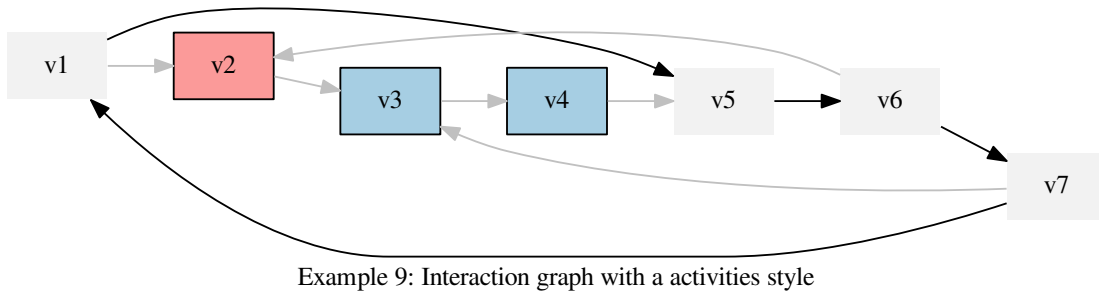 v1
v2
v3
v4
v5
v6
v7
Example 9: Interaction graph with a activities style